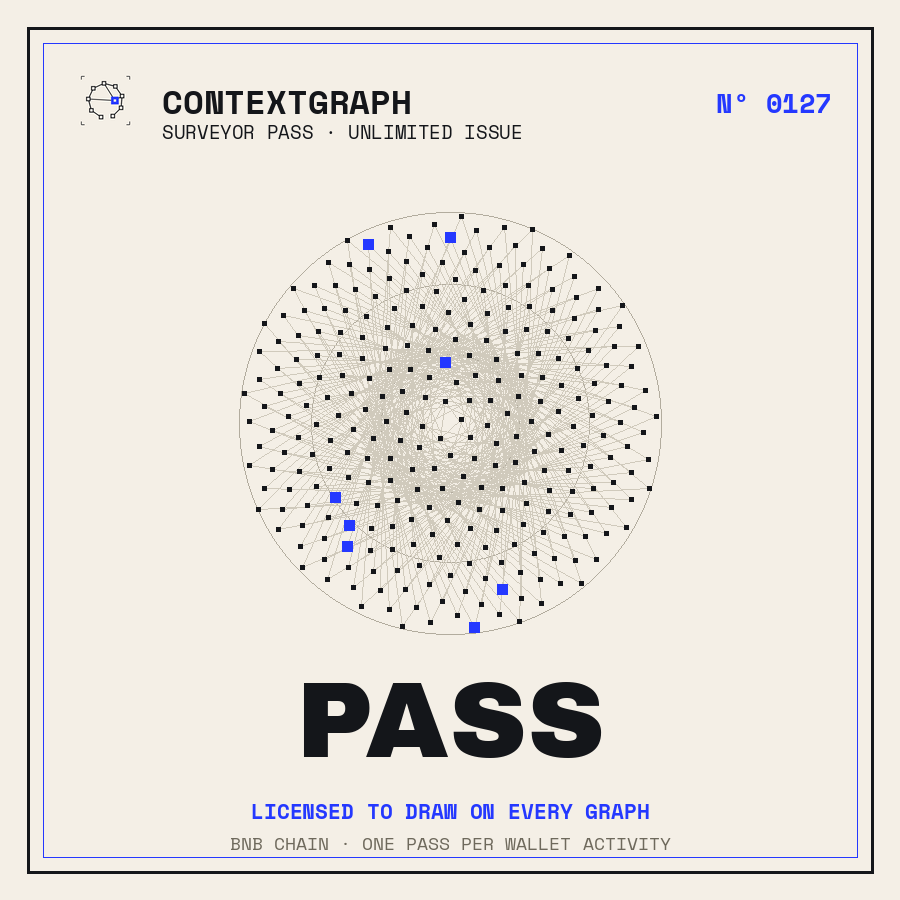 CONTEXTGRAPH
SURVEYOR PASS · UNLIMITED ISSUE
N° 0127
PASS
LICENSED TO DRAW ON EVERY GRAPH
BNB CHAIN · ONE PASS PER WALLET ACTIVITY